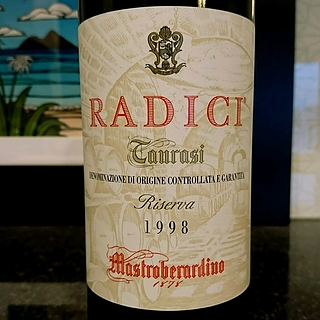 RADICI
Taurasi
DENOMINAZIONE DI ORIGINE CONTROLLATA E GARANTITA
Riserva
1998
Mastroberardino
1878